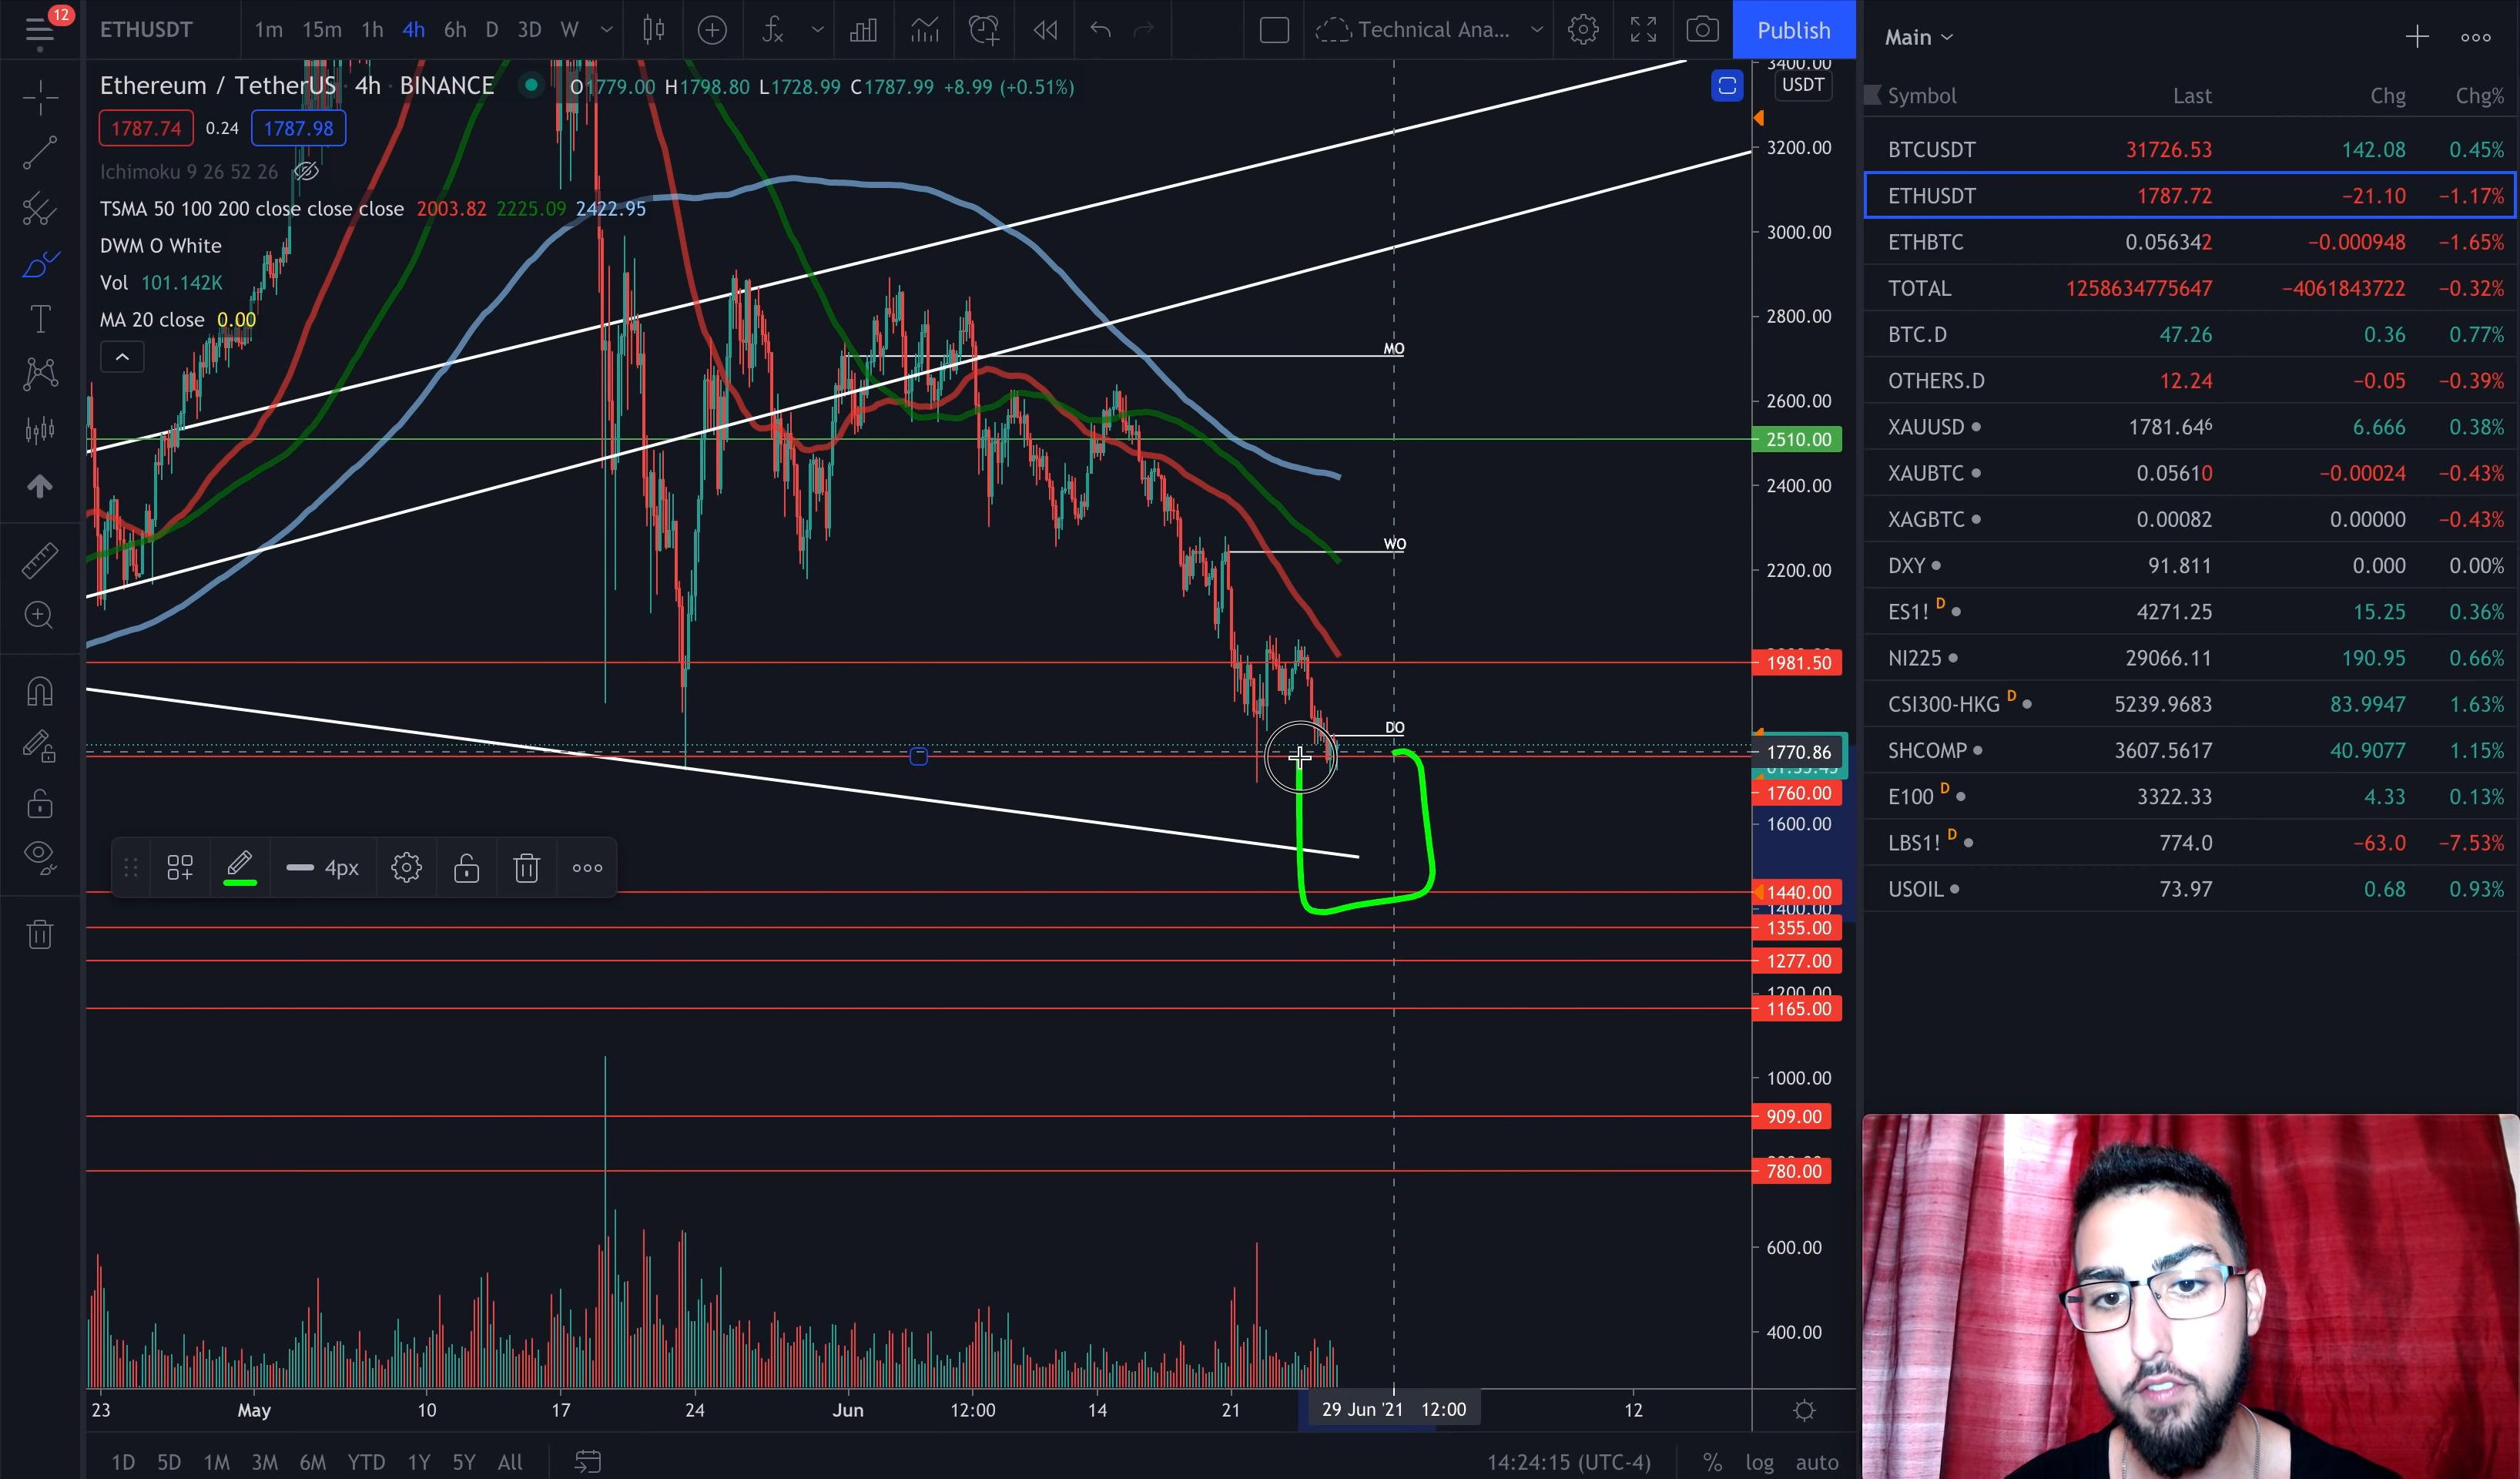 12
ETHUSDT 1m 15m 1h 4h 6h D 3D W Technical Ana... Publish
Ethereum / TetherUS · 4h · BINANCE O1779.00 H1798.80 L1728.99 C1787.99 +8.99 (+0.51%)
1787.74 0.24 1787.98
Ichimoku 9 26 52 26
TSMA 50 100 200 close close close 2003.82 2225.09 2422.95
DWM O White
Vol 101.142K
MA 20 close 0.00
MO
WO
DO
4px
3400.00
USDT
3200.00
3000.00
2800.00
2600.00
2510.00
2400.00
2200.00
1981.50
1770.86
1760.00
1600.00
1440.00
1400.00
1355.00
1277.00
1200.00
1165.00
1000.00
909.00
780.00
600.00
400.00
23 May 10 17 24 Jun 12:00 14 21 29 Jun '21 12:00 12
1D 5D 1M 3M 6M YTD 1Y 5Y All 14:24:15 (UTC-4) % log auto
Main
Symbol Last Chg Chg%
BTCUSDT 31726.53 142.08 0.45%
ETHUSDT 1787.72 −21.10 −1.17%
ETHBTC 0.056342 −0.000948 −1.65%
TOTAL 1258634775647 −4061843722 −0.32%
BTC.D 47.26 0.36 0.77%
OTHERS.D 12.24 −0.05 −0.39%
XAUUSD 1781.646 6.666 0.38%
XAUBTC 0.05610 −0.00024 −0.43%
XAGBTC 0.00082 0.00000 −0.43%
DXY 91.811 0.000 0.00%
ES1! D 4271.25 15.25 0.36%
NI225 29066.11 190.95 0.66%
CSI300-HKG D 5239.9683 83.9947 1.63%
SHCOMP 3607.5617 40.9077 1.15%
E100 D 3322.33 4.33 0.13%
LBS1! D 774.0 −63.0 −7.53%
USOIL 73.97 0.68 0.93%